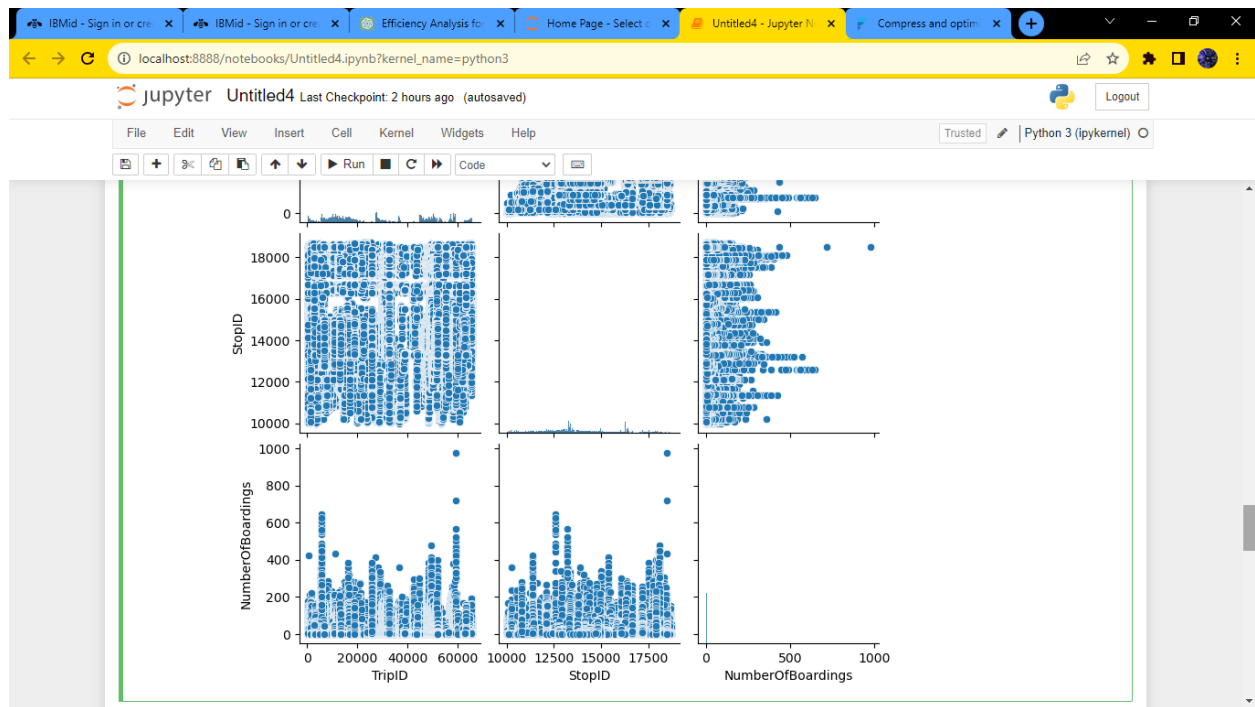 IBMid - Sign in or cre
IBMid - Sign in or cre
Efficiency Analysis for
Home Page - Select o
Untitled4 - Jupyter N
Compress and optimi
localhost:8888/notebooks/Untitled4.ipynb?kernel_name=python3
jupyter Untitled4 Last Checkpoint: 2 hours ago (autosaved)
Logout
File Edit View Insert Cell Kernel Widgets Help
Trusted Python 3 (ipykernel)
Run Code
0
18000
16000
14000
12000
10000
StopID
1000
800
600
400
200
0
NumberOfBoardings
0 20000 40000 60000 10000 12500 15000 17500 0 500 1000
TripID StopID NumberOfBoardings